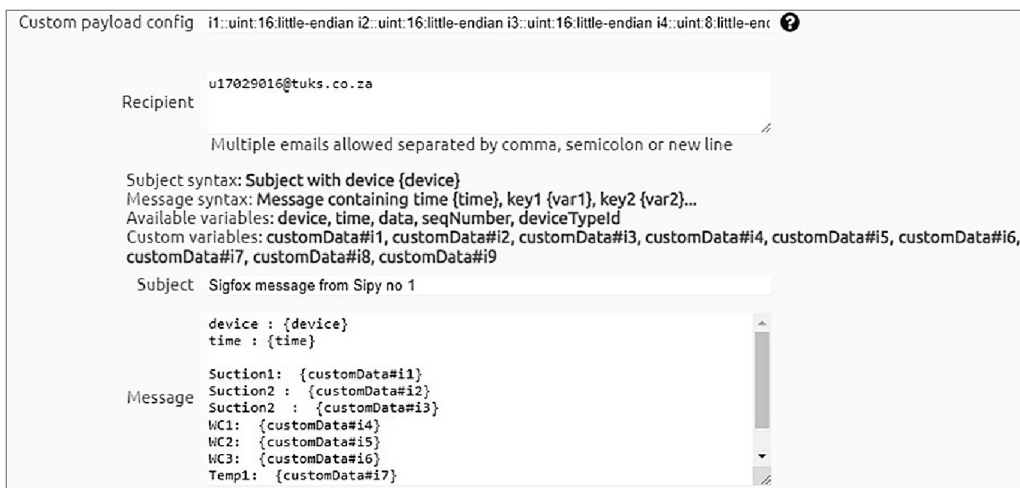 Custom payload config i1::uint:16:little-endian i2::uint:16:little-endian i3::uint:16:little-endian i4::uint:8:little-end ?
u17029016@tuks.co.za
Recipient
Multiple emails allowed separated by comma, semicolon or new line
Subject syntax: Subject with device {device}
Message syntax: Message containing time {time}, key1 {var1}, key2 {var2}...
Available variables: device, time, data, seqNumber, deviceTypeId
Custom variables: customData#i1, customData#i2, customData#i3, customData#i4, customData#i5, customData#i6,
customData#i7, customData#i8, customData#i9
Subject Sigfox message from Sipy no 1
device : {device}
time : {time}
Suction1: {customData#i1}
Suction2 : {customData#i2}
Message
Suction2 : {customData#i3}
WC1: {customData#i4}
WC2: {customData#i5}
WC3: {customData#i6}
Temp1: {customData#i7}